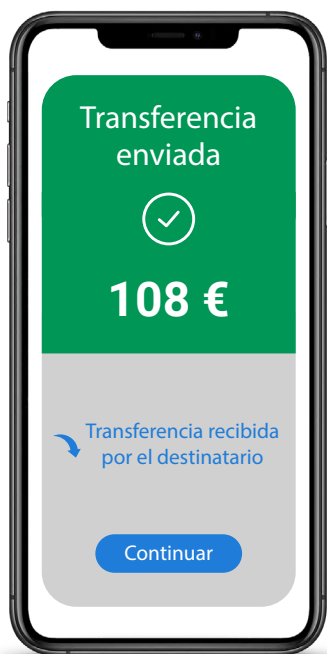 Transferencia
enviada
108 €
Transferencia recibida
por el destinatario
Continuar